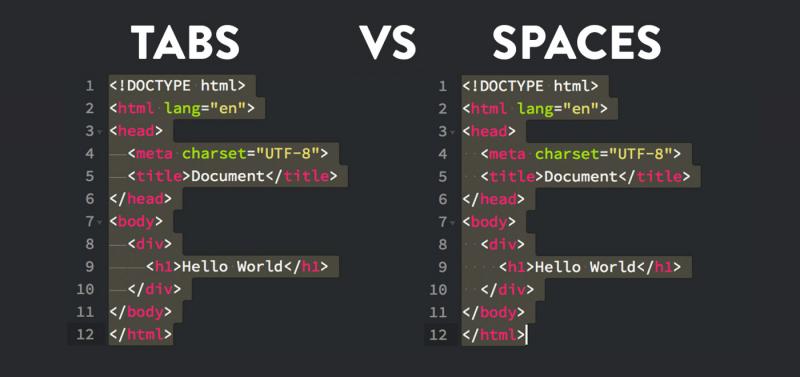 TABS VS SPACES
1 <!DOCTYPE html>
2 <html lang="en">
3 <head>
4   <meta charset="UTF-8">
5   <title>Document</title>
6 </head>
7 <body>
8   <div>
9     <h1>Hello World</h1>
10   </div>
11 </body>
12 </html>
1 <!DOCTYPE html>
2 <html lang="en">
3 <head>
4   <meta charset="UTF-8">
5   <title>Document</title>
6 </head>
7 <body>
8   <div>
9     <h1>Hello World</h1>
10   </div>
11 </body>
12 </html>